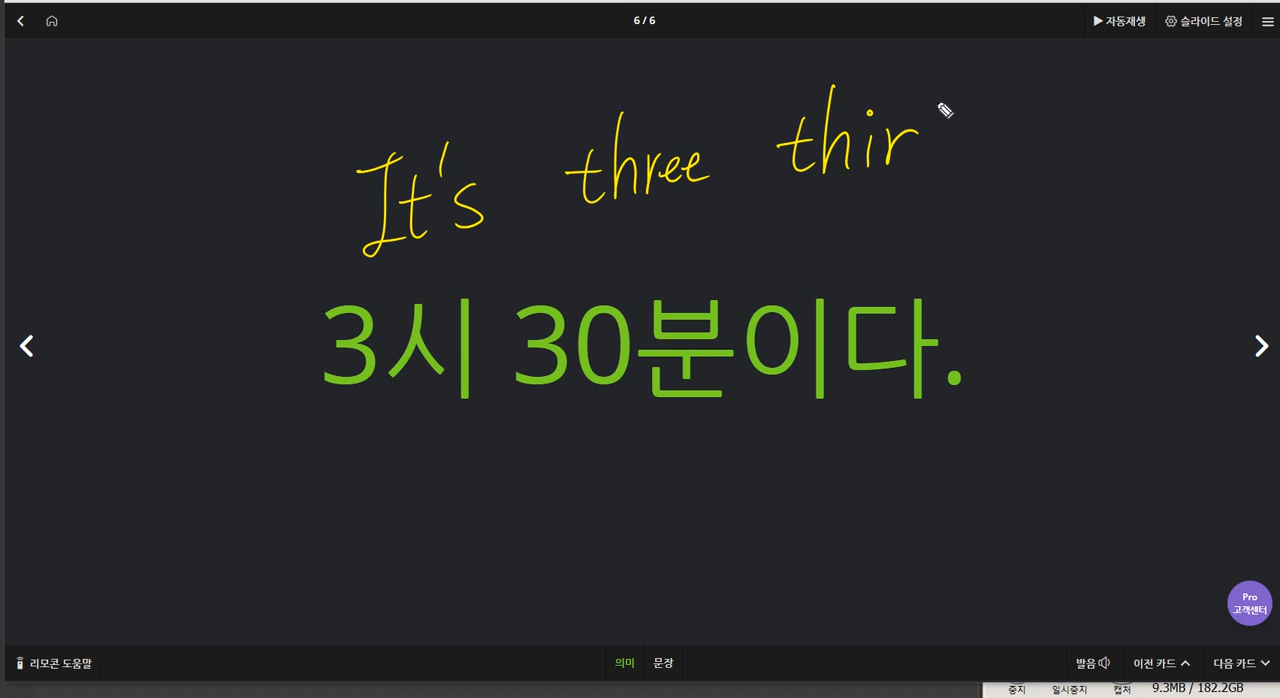 6 / 6
▶ 자동재생
슬라이드 설정
It's three thir
3시 30분이다.
Pro
고객센터
리모콘 도움말
의미
문장
발음
이전 카드
다음 카드
중지
일시중지
캡처
9.3MB / 182.2GB